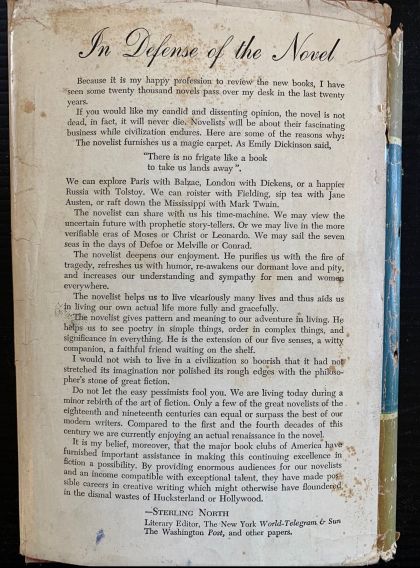 In Defense of the Novel
Because it is my happy profession to review the new books, I have
seen some twenty thousand novels pass over my desk in the last twenty
years.
If you would like my candid and dissenting opinion, the novel is not
dead, in fact, it will never die. Novelists will be about their fascinating
business while civilization endures. Here are some of the reasons why:
The novelist furnishes us a magic carpet. As Emily Dickinson said,
"There is no frigate like a book
to take us lands away".
We can explore Paris with Balzac, London with Dickens, or a happier
Russia with Tolstoy. We can roister with Fielding, sip tea with Jane
Austen, or raft down the Mississippi with Mark Twain.
The novelist can share with us his time-machine. We may view the
uncertain future with prophetic story-tellers. Or we may live in the more
verifiable eras of Moses or Christ or Leonardo. We may sail the seven
seas in the days of Defoe or Melville or Conrad.
The novelist deepens our enjoyment. He purifies us with the fire of
tragedy, refreshes us with humor, re-awakens our dormant love and pity,
and increases our understanding and sympathy for men and women
everywhere.
The novelist helps us to live vicariously many lives and thus aids us
in living our own actual life more fully and gracefully.
The novelist gives pattern and meaning to our adventure in living. He
helps us to see poetry in simple things, order in complex things, and
significance in everything. He is the extension of our five senses, a witty
companion, a faithful friend waiting on the shelf.
I would not wish to live in a civilization so boorish that it had not
stretched its imagination nor polished its rough edges with the philoso-
pher's stone of great fiction.
Do not let the easy pessimists fool you. We are living today during a
minor rebirth of the art of fiction. Only a few of the great novelists of the
eighteenth and nineteenth centuries can equal or surpass the best of our
modern writers. Compared to the first and the fourth decades of this
century we are currently enjoying an actual renaissance in the novel.
It is my belief, moreover, that the major book clubs of America have
furnished important assistance in making this continuing excellence in
fiction a possibility. By providing enormous audiences for our novelists
and an income compatible with exceptional talent, they have made pos-
sible careers in creative writing which might otherwise have floundered
in the dismal wastes of Hucksterland or Hollywood.
—STERLING NORTH
Literary Editor, The New York World-Telegram & Sun
The Washington Post, and other papers.